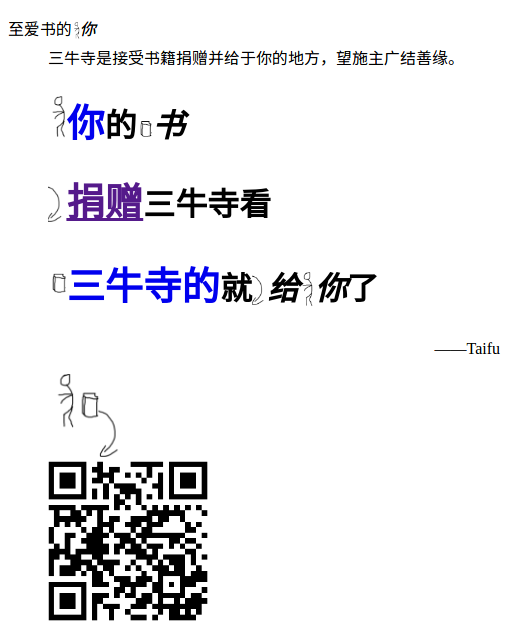 至爱书的你
三牛寺是接受书籍捐赠并给于你的地方，望施主广结善缘。
你的书
捐赠三牛寺看
三牛寺的就给你了
——Taifu